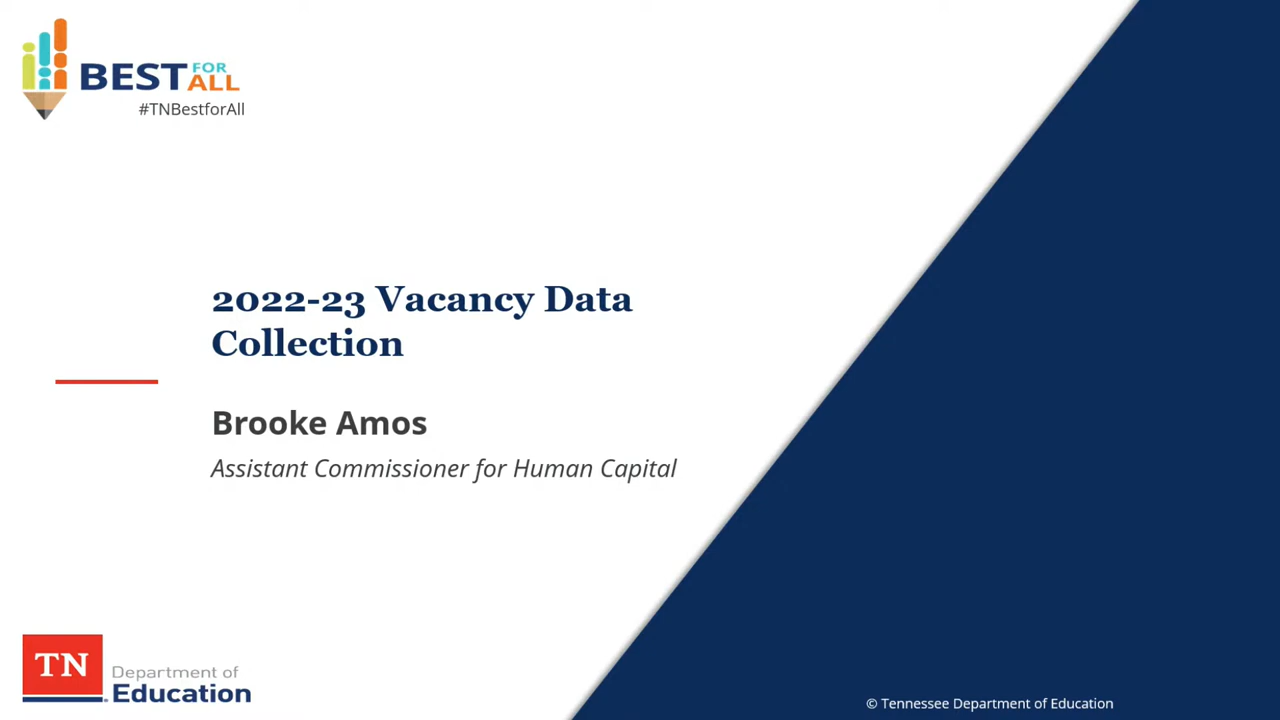 BEST FOR ALL
#TNBestforAll
2022-23 Vacancy Data
Collection
Brooke Amos
Assistant Commissioner for Human Capital
TN
Department of
Education
© Tennessee Department of Education